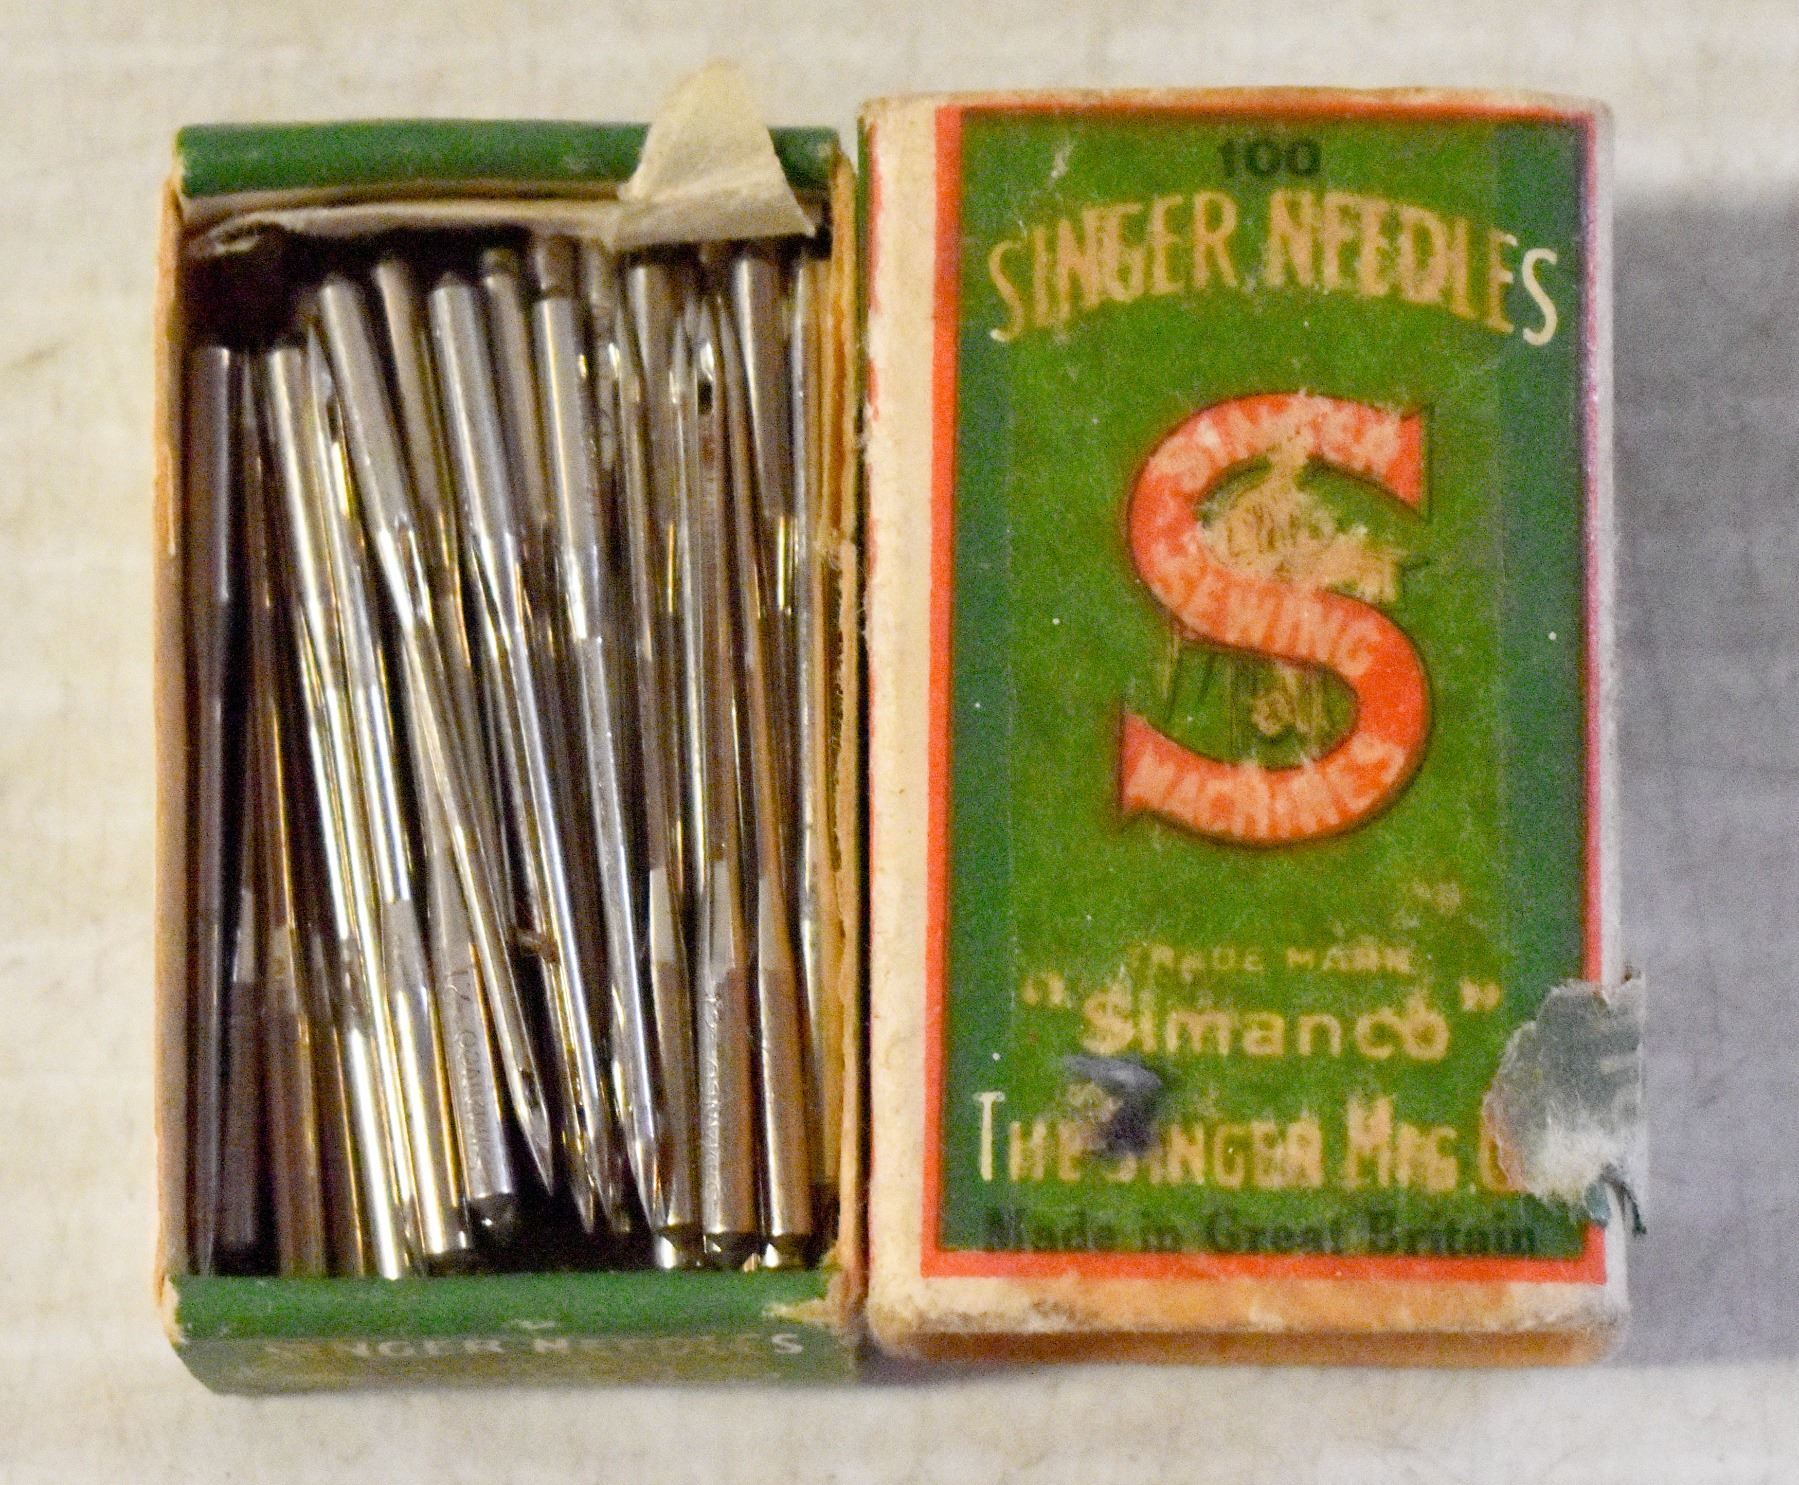 100
SINGER NEEDLES
SINGER
SEWING
MACHINES
TRADE MARK
"Simanco"
THE SINGER MFG.
Made in Great Britain
SINGER NEEDLES